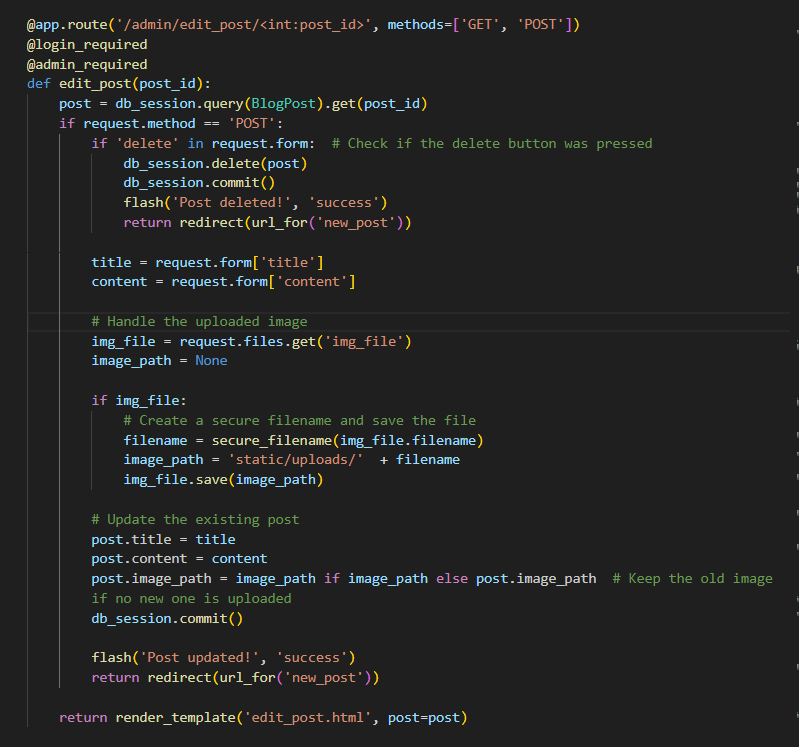 @app.route('/admin/edit_post/<int:post_id>', methods=['GET', 'POST'])
@login_required
@admin_required
def edit_post(post_id):
    post = db_session.query(BlogPost).get(post_id)
    if request.method == 'POST':
        if 'delete' in request.form:  # Check if the delete button was pressed
            db_session.delete(post)
            db_session.commit()
            flash('Post deleted!', 'success')
            return redirect(url_for('new_post'))

        title = request.form['title']
        content = request.form['content']

        # Handle the uploaded image
        img_file = request.files.get('img_file')
        image_path = None

        if img_file:
            # Create a secure filename and save the file
            filename = secure_filename(img_file.filename)
            image_path = 'static/uploads/'  + filename
            img_file.save(image_path)

        # Update the existing post
        post.title = title
        post.content = content
        post.image_path = image_path if image_path else post.image_path  # Keep the old image
        if no new one is uploaded
        db_session.commit()

        flash('Post updated!', 'success')
        return redirect(url_for('new_post'))

    return render_template('edit_post.html', post=post)